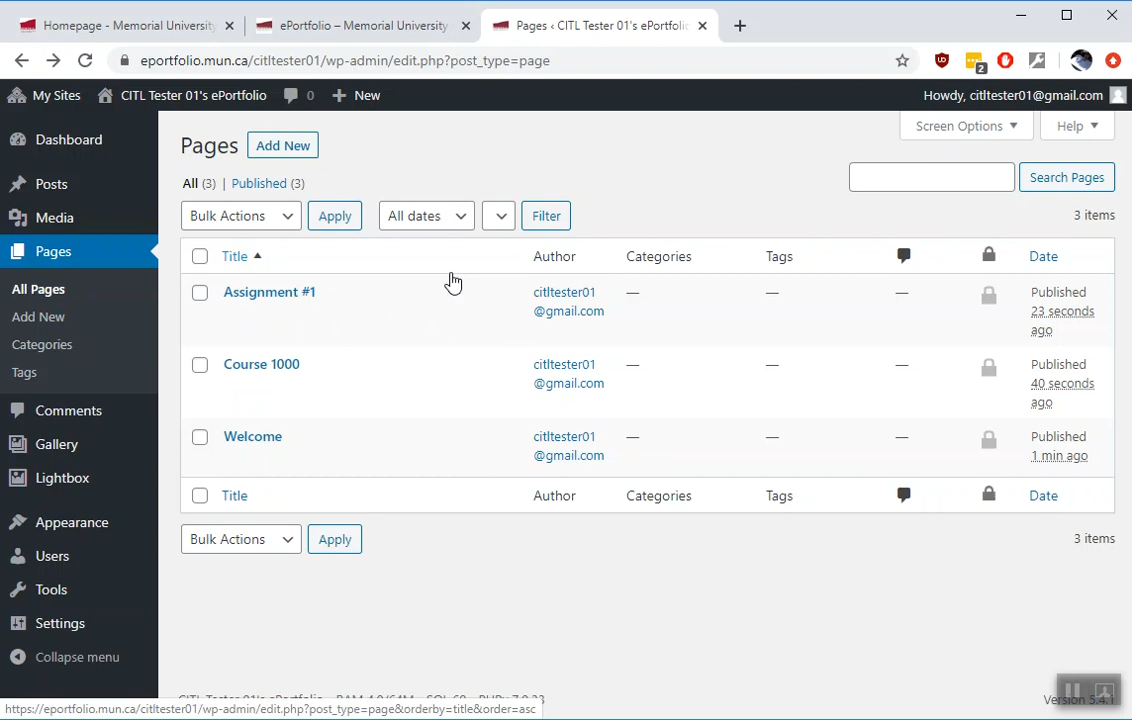 Homepage - Memorial University
ePortfolio – Memorial University
Pages ‹ CITL Tester 01's ePortfolio
eportfolio.mun.ca/citltester01/wp-admin/edit.php?post_type=page
2
My Sites
CITL Tester 01's ePortfolio
0
New
Howdy, citltester01@gmail.com
Dashboard
Posts
Media
Pages
All Pages
Add New
Categories
Tags
Comments
Gallery
Lightbox
Appearance
Users
Tools
Settings
Collapse menu
Screen Options
Help
Pages
Add New
All (3) | Published (3)
Search Pages
Bulk Actions
Apply
All dates
Filter
3 items
Title
Author
Categories
Tags
Date
Assignment #1
citltester01
@gmail.com
—
—
—
Published
23 seconds
ago
Course 1000
citltester01
@gmail.com
—
—
—
Published
40 seconds
ago
Welcome
citltester01
@gmail.com
—
—
—
Published
1 min ago
Title
Author
Categories
Tags
Date
Bulk Actions
Apply
3 items
https://eportfolio.mun.ca/citltester01/wp-admin/edit.php?post_type=page&orderby=title&order=asc